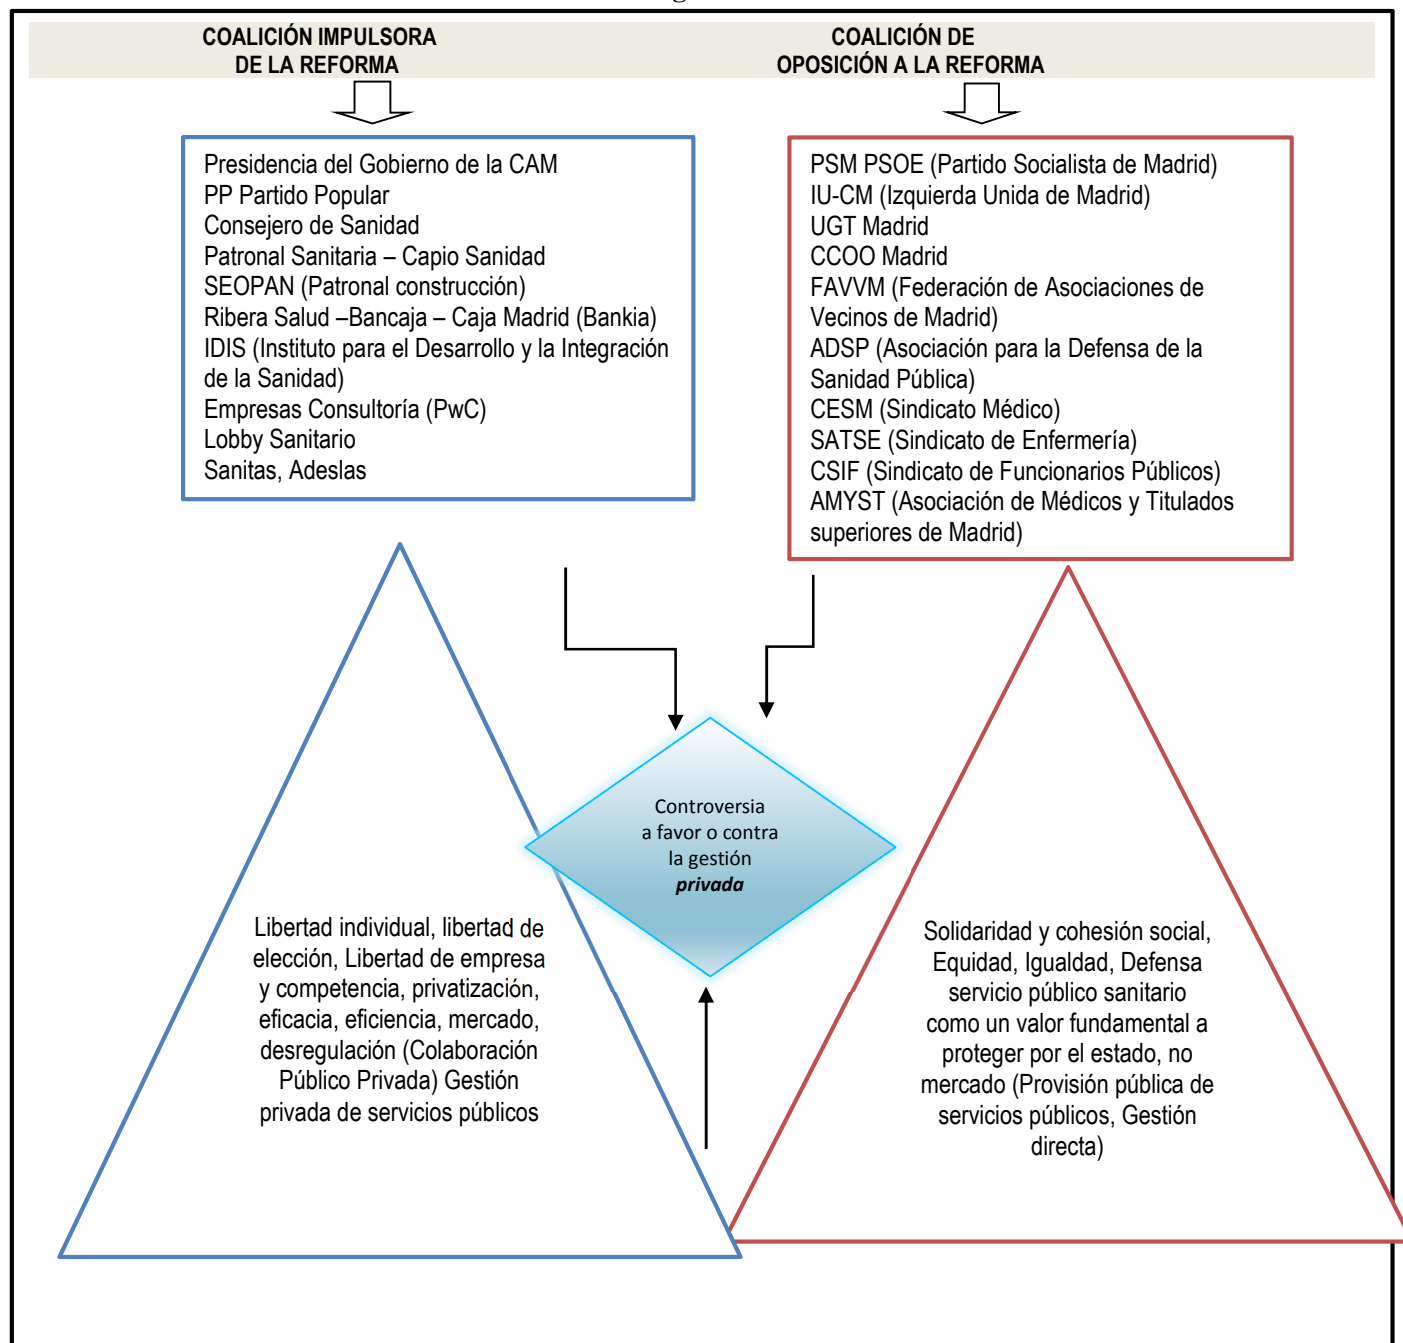 COALICIÓN IMPULSORA
DE LA REFORMA
COALICIÓN DE
OPOSICIÓN A LA REFORMA
Presidencia del Gobierno de la CAM
PP Partido Popular
Consejero de Sanidad
Patronal Sanitaria – Capio Sanidad
SEOPAN (Patronal construcción)
Ribera Salud –Bancaja – Caja Madrid (Bankia)
IDIS (Instituto para el Desarrollo y la Integración
de la Sanidad)
Empresas Consultoría (PwC)
Lobby Sanitario
Sanitas, Adeslas
PSM PSOE (Partido Socialista de Madrid)
IU-CM (Izquierda Unida de Madrid)
UGT Madrid
CCOO Madrid
FAVVM (Federación de Asociaciones de
Vecinos de Madrid)
ADSP (Asociación para la Defensa de la
Sanidad Pública)
CESM (Sindicato Médico)
SATSE (Sindicato de Enfermería)
CSIF (Sindicato de Funcionarios Públicos)
AMYST (Asociación de Médicos y Titulados
superiores de Madrid)
Controversia
a favor o contra
la gestión
privada
Libertad individual, libertad de
elección, Libertad de empresa
y competencia, privatización,
eficacia, eficiencia, mercado,
desregulación (Colaboración
Público Privada) Gestión
privada de servicios públicos
Solidaridad y cohesión social,
Equidad, Igualdad, Defensa
servicio público sanitario
como un valor fundamental a
proteger por el estado, no
mercado (Provisión pública de
servicios públicos, Gestión
directa)